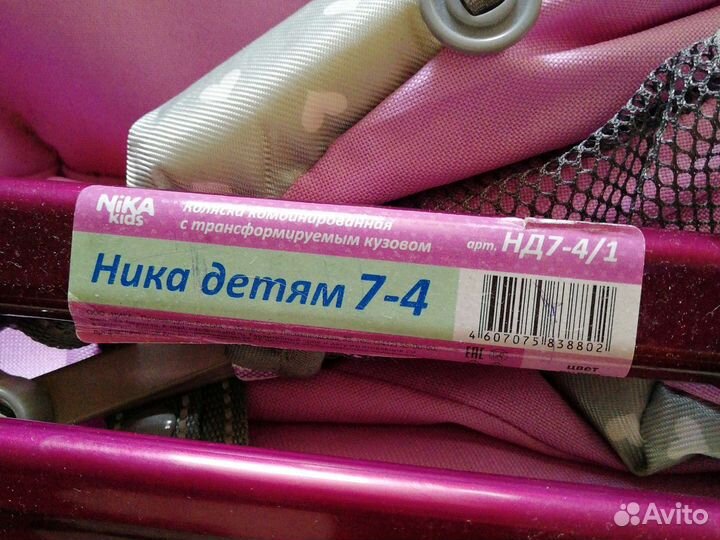 NiKA
kids
Коляска комбинированная
с трансформируемым кузовом
арт. НД7-4/1
Ника детям 7-4
4 607075 838802
EAC
цвет
Avito